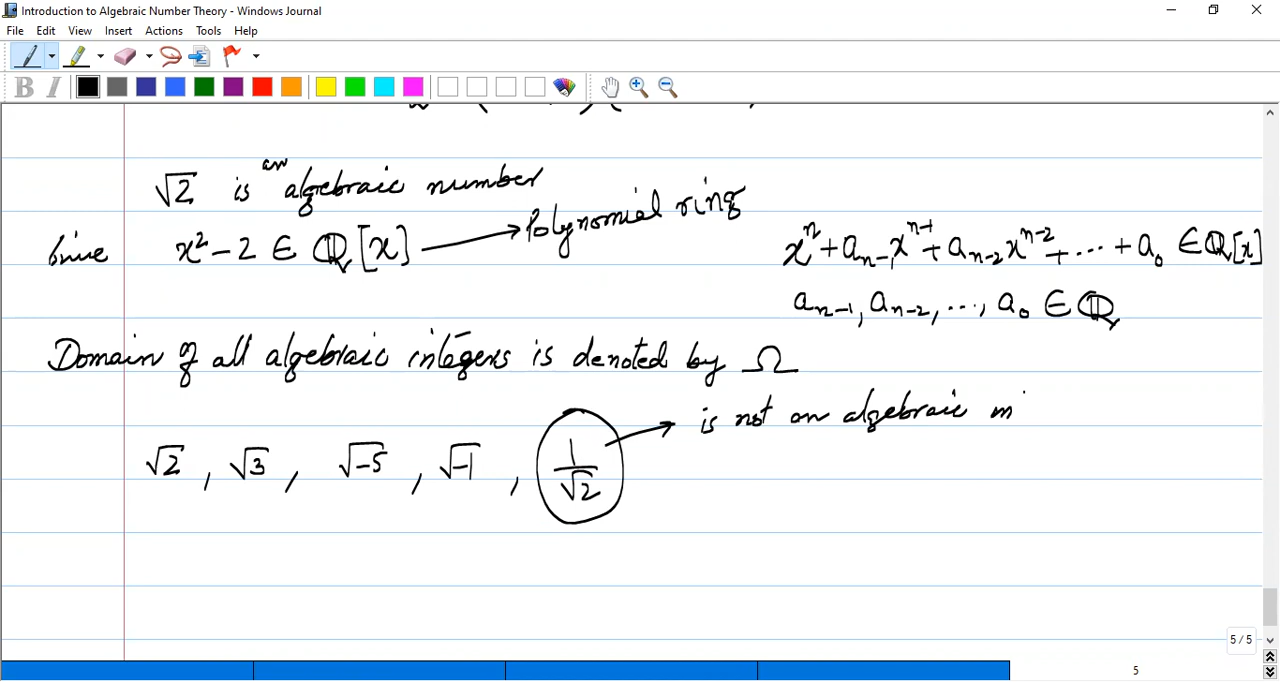 Introduction to Algebraic Number Theory - Windows Journal
File Edit View Insert Actions Tools Help
B I
√2 is an algebraic number
x² - 2 ∈ ℚ[x] → Polynomial ring
xⁿ + aₙ₋₁xⁿ⁻¹ + aₙ₋₂xⁿ⁻² + ... + a₀ ∈ ℚ[x]
aₙ₋₁, aₙ₋₂, ..., a₀ ∈ ℚ
Domain of all algebraic integers is denoted by Ω
√2, √3, √-5, √-1, 1/√2 → is not an algebraic in
5 / 5
5